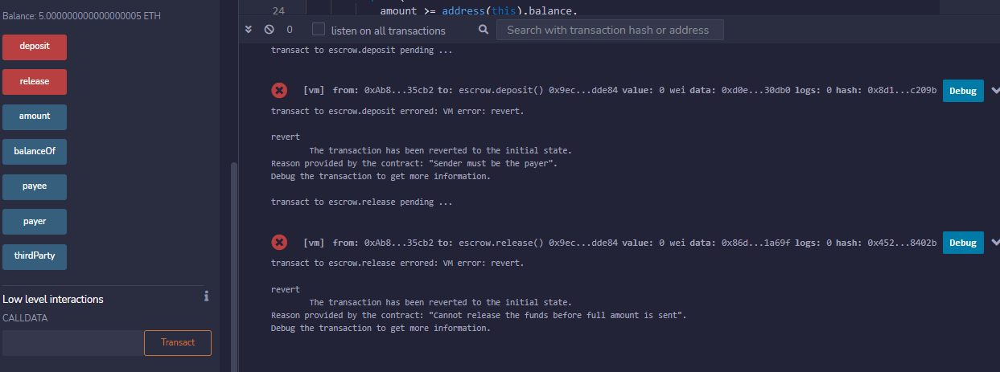 Balance: 5.000000000000000005 ETH
deposit
release
amount
balanceOf
payee
payer
thirdParty
Low level interactions
CALLDATA
Transact
24 amount >= address(this).balance.
0 listen on all transactions Search with transaction hash or address
transact to escrow.deposit pending ...
[vm] from: 0xAb8...35cb2 to: escrow.deposit() 0x9ec...dde84 value: 0 wei data: 0xd0e...30db0 logs: 0 hash: 0x8d1...c209b Debug
transact to escrow.deposit errored: VM error: revert.
revert
The transaction has been reverted to the initial state.
Reason provided by the contract: "Sender must be the payer".
Debug the transaction to get more information.
transact to escrow.release pending ...
[vm] from: 0xAb8...35cb2 to: escrow.release() 0x9ec...dde84 value: 0 wei data: 0x86d...1a69f logs: 0 hash: 0x452...8402b Debug
transact to escrow.release errored: VM error: revert.
revert
The transaction has been reverted to the initial state.
Reason provided by the contract: "Cannot release the funds before full amount is sent".
Debug the transaction to get more information.